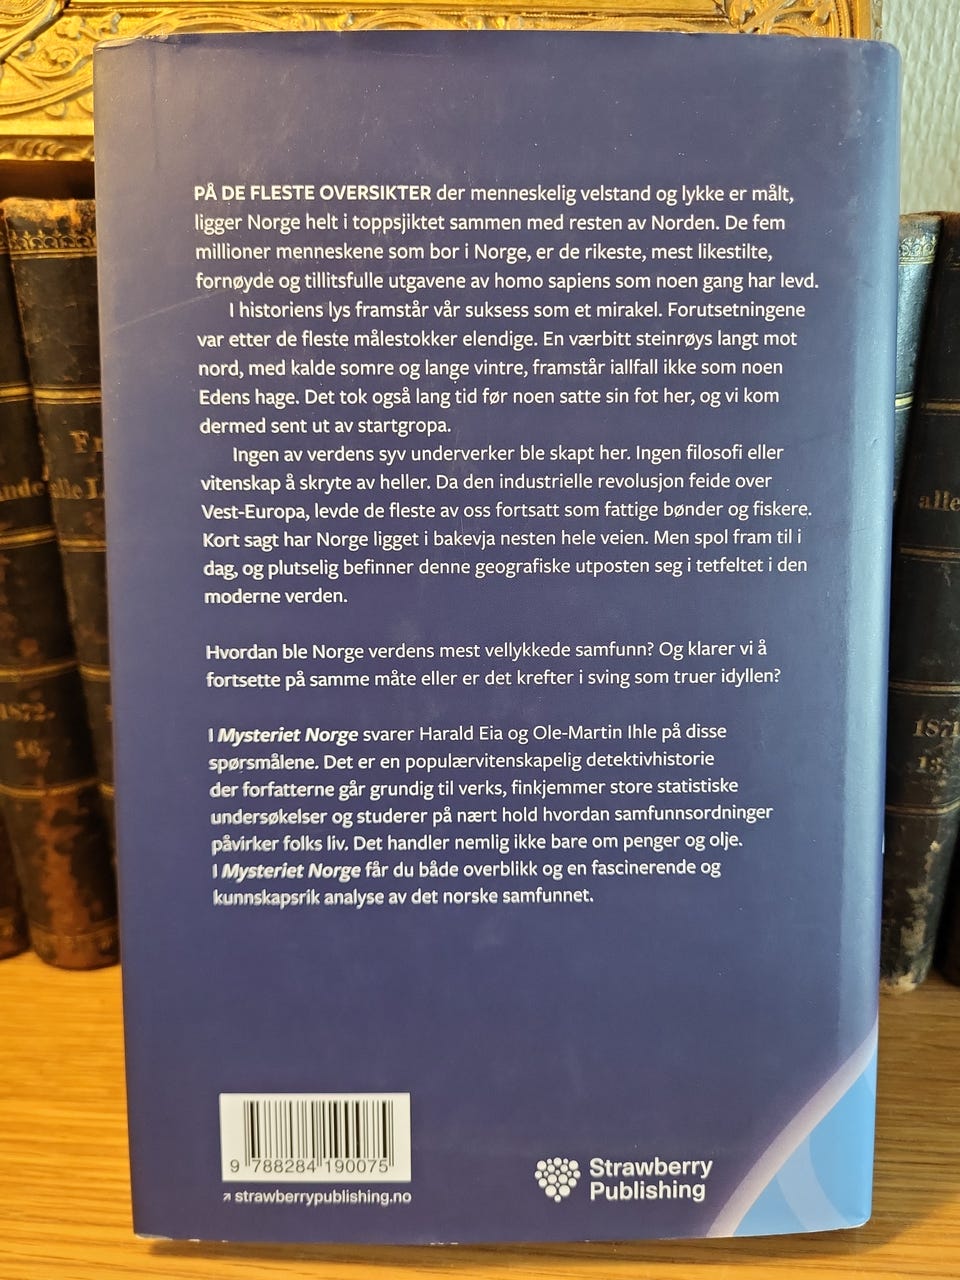 PÅ DE FLESTE OVERSIKTER der menneskelig velstand og lykke er målt,
ligger Norge helt i toppsjiktet sammen med resten av Norden. De fem
millioner menneskene som bor i Norge, er de rikeste, mest likestilte,
fornøyde og tillitsfulle utgavene av homo sapiens som noen gang har levd.
I historiens lys framstår vår suksess som et mirakel. Forutsetningene
var etter de fleste målestokker elendige. En værbitt steinrøys langt mot
nord, med kalde somre og lange vintre, framstår iallfall ikke som noen
Edens hage. Det tok også lang tid før noen satte sin fot her, og vi kom
dermed sent ut av startgropa.
Ingen av verdens syv underverker ble skapt her. Ingen filosofi eller
vitenskap å skryte av heller. Da den industrielle revolusjon feide over
Vest-Europa, levde de fleste av oss fortsatt som fattige bønder og fiskere.
Kort sagt har Norge ligget i bakevja nesten hele veien. Men spol fram til i
dag, og plutselig befinner denne geografiske utposten seg i tetfeltet i den
moderne verden.
Hvordan ble Norge verdens mest vellykkede samfunn? Og klarer vi å
fortsette på samme måte eller er det krefter i sving som truer idyllen?
I Mysteriet Norge svarer Harald Eia og Ole-Martin Ihle på disse
spørsmålene. Det er en populærvitenskapelig detektivhistorie
der forfatterne går grundig til verks, finkjemmer store statistiske
undersøkelser og studerer på nært hold hvordan samfunnsordninger
påvirker folks liv. Det handler nemlig ikke bare om penger og olje.
I Mysteriet Norge får du både overblikk og en fascinerende og
kunnskapsrik analyse av det norske samfunnet.
9 788284 190075
↗ strawberrypublishing.no
Strawberry
Publishing
1872.
16.
1871
13.
alle